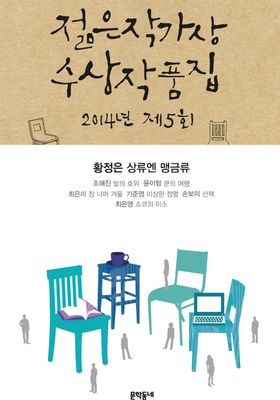 젊은작가상
수상작품집
2014년 제5회
황정은 상류엔 맹금류
조해진 빛의 호위 윤이형 쿤의 여행
최은미 창 너머 겨울 기준영 이상한 정열 손보미 산책
최은영 쇼코의 미소
문학동네